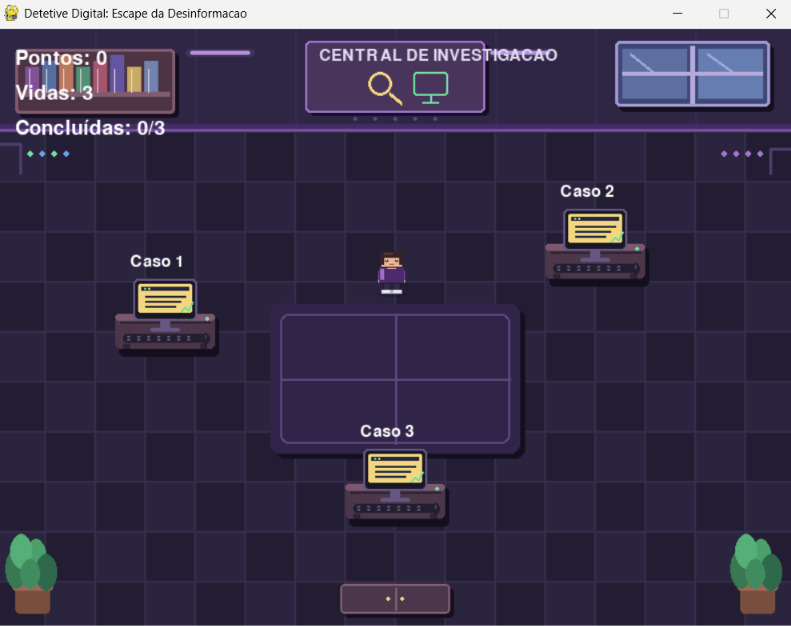 Detetive Digital: Escape da Desinformacao
Pontos: 0
CENTRAL DE INVESTIGACAO
Vidas: 3
Concluídas: 0/3
Caso 2
Caso 1
Caso 3